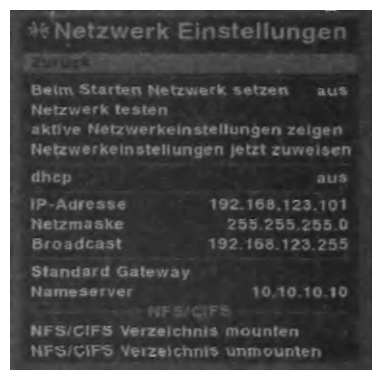 Netzwerk Einstellungen
Zurück
Beim Starten Netzwerk setzen aus
Netzwerk testen
aktive Netzwerkeinstellungen zeigen
Netzwerkeinstellungen jetzt zuweisen
dhcp aus
IP-Adresse 192.168.123.101
Netzmaske 255.255.255.0
Broadcast 192.168.123.255
Standard Gateway
Nameserver 10.10.10.10
NFS/CIFS
NFS/CIFS Verzeichnis mounten
NFS/CIFS Verzeichnis unmounten